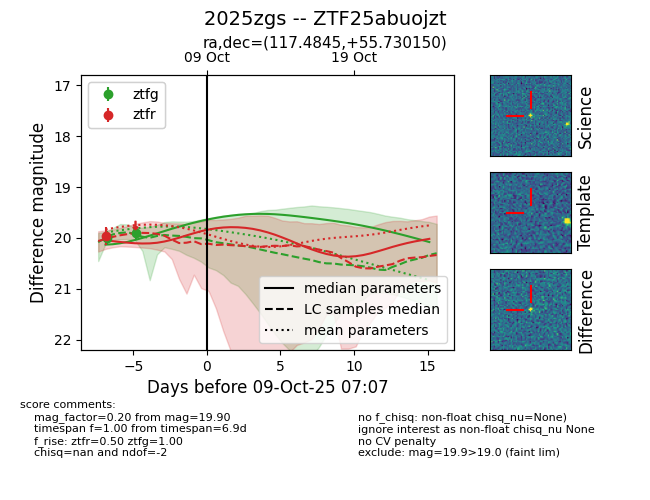 2025zgs -- ZTF25abuojzt
ra,dec=(117.4845,+55.730150)
09 Oct 19 Oct
17
18
19
20
21
22
Difference magnitude
ztfg
ztfr
median parameters
LC samples median
mean parameters
−5 0 5 10 15
Days before 09-Oct-25 07:07
Science
Template
Difference
score comments:
mag_factor=0.20 from mag=19.90
timespan f=1.00 from timespan=6.9d
f_rise: ztfr=0.50 ztfg=1.00
chisq=nan and ndof=-2
no f_chisq: non-float chisq_nu=None)
ignore interest as non-float chisq_nu None
no CV penalty
exclude: mag=19.9>19.0 (faint lim)